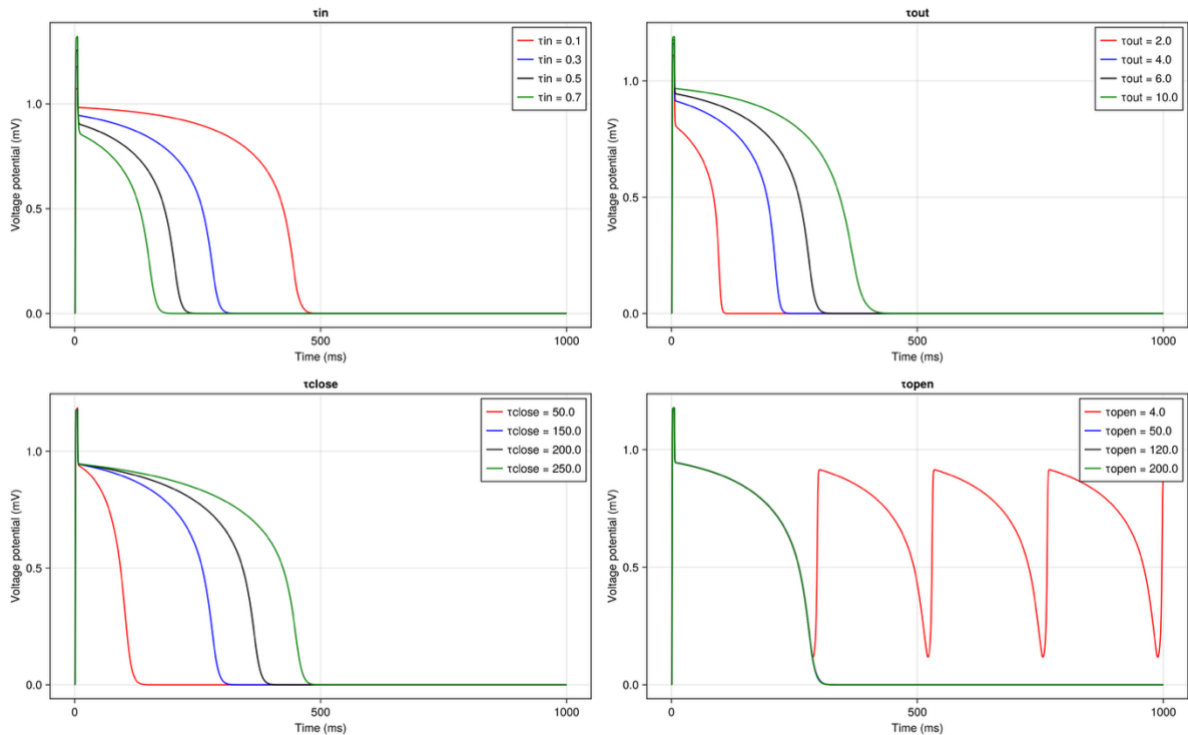 τin
Voltage potential (mV)
1.0
0.5
0.0
τin = 0.1
τin = 0.3
τin = 0.5
τin = 0.7
0
500
1000
Time (ms)
τout
Voltage potential (mV)
1.0
0.5
0.0
τout = 2.0
τout = 4.0
τout = 6.0
τout = 10.0
0
500
1000
Time (ms)
τclose
Voltage potential (mV)
1.0
0.5
0.0
τclose = 50.0
τclose = 150.0
τclose = 200.0
τclose = 250.0
0
500
1000
Time (ms)
τopen
Voltage potential (mV)
1.0
0.5
0.0
τopen = 4.0
τopen = 50.0
τopen = 120.0
τopen = 200.0
0
500
1000
Time (ms)